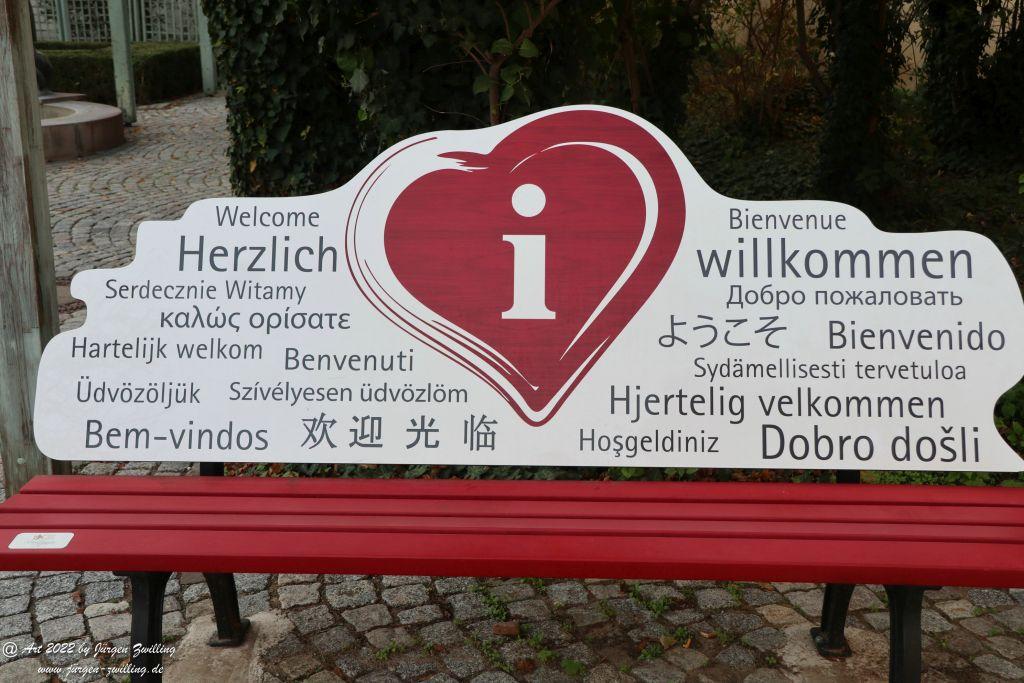 Welcome
Herzlich
Serdecznie Witamy
καλώς ορίσατε
Hartelijk welkom
Benvenuti
Üdvözöljük
Szívélyesen üdvözlöm
Bem-vindos
欢迎 光 临
i
Bienvenue
willkommen
Добро пожаловать
ようこそ
Bienvenido
Sydämellisesti tervetuloa
Hjertelig velkommen
Hoşgeldiniz
Dobro došli
@ Art 2022 by Jürgen Zwilling
www.jürgen-zwilling.de